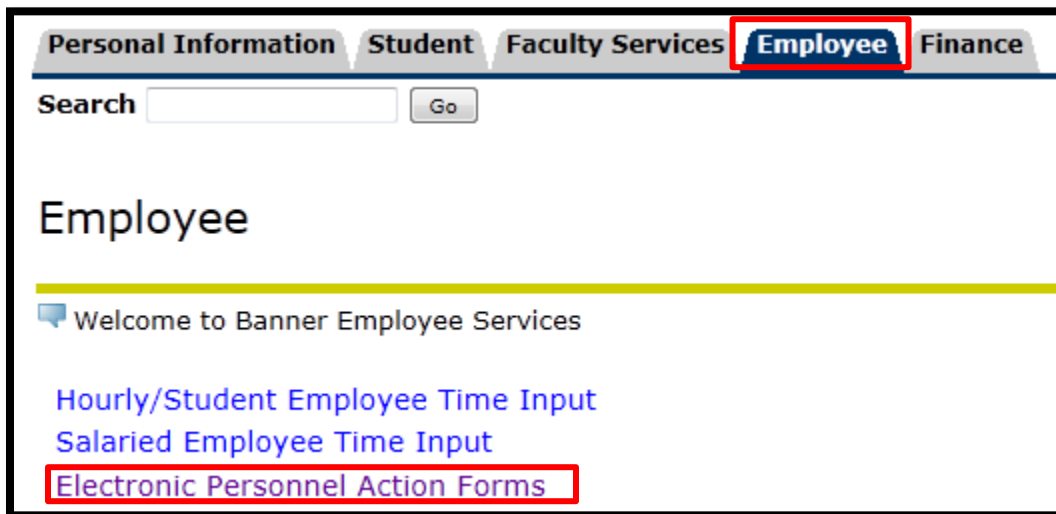 Personal Information Student Faculty Services Employee Finance
Search Go
Employee
Welcome to Banner Employee Services
Hourly/Student Employee Time Input
Salaried Employee Time Input
Electronic Personnel Action Forms